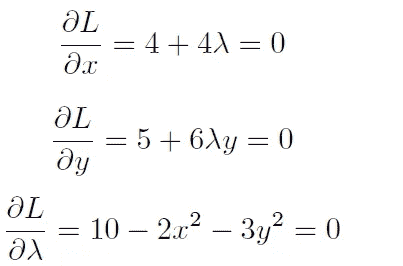 ∂L/∂x = 4 + 4λ = 0
∂L/∂y = 5 + 6λy = 0
∂L/∂λ = 10 − 2x² − 3y² = 0